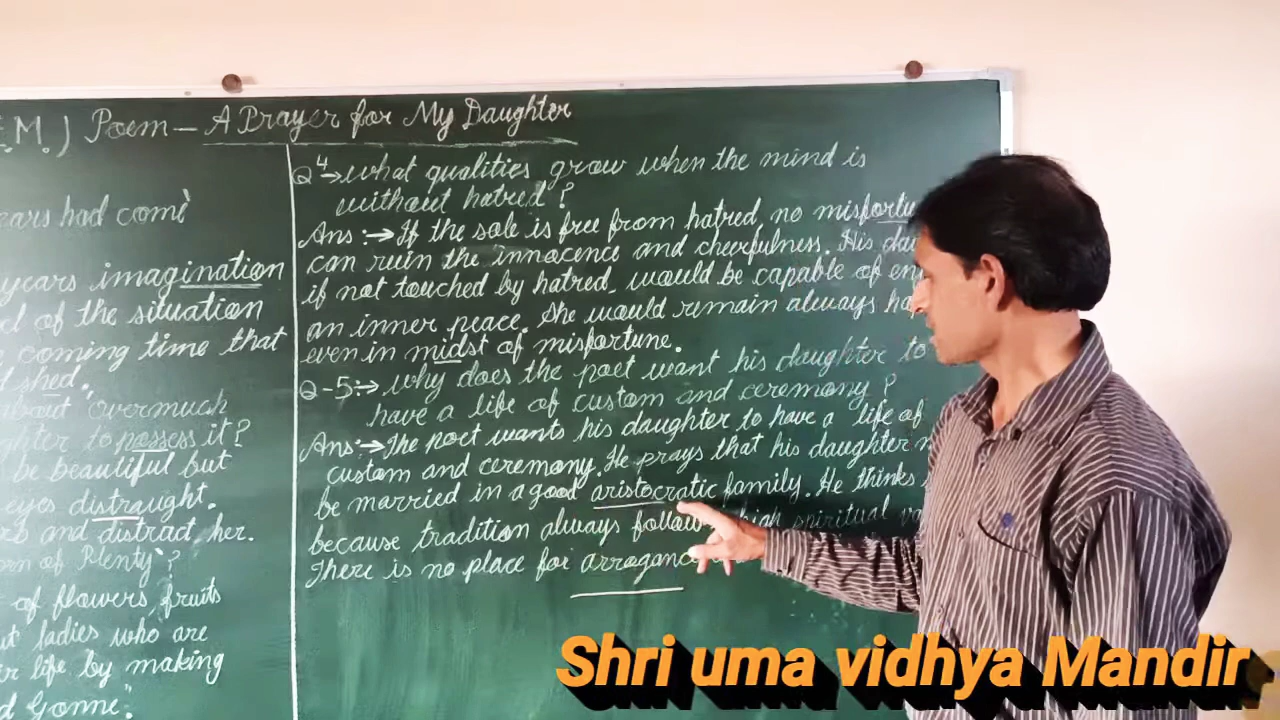 E.M.) Poem - A Prayer for My Daughter
ears had come'
years imagination
of the situation
coming time that
shed.
about 'overmuch
ghter to possess it?
be beautiful but
eyes distraught.
and distract her.
of Plenty'?
of flowers, fruits
ladies who are
life by making
Gonne."
Q 4 → what qualities grow when the mind is
without hatred?
Ans :→ If the sole is free from hatred, no misfortu
can ruin the innocence and cheerfulness. His dau
if not touched by hatred, would be capable of en
an inner peace. She would remain always ha
even in midst of misfortune.
Q-5:→ why does the poet want his daughter to
have a life of custom and ceremony?
Ans :→ The poet wants his daughter to have a life of
custom and ceremony. He prays that his daughter
be married in a good aristocratic family. He thinks
because tradition always follow high spiritual va
There is no place for arragance
Shri uma vidhya Mandir